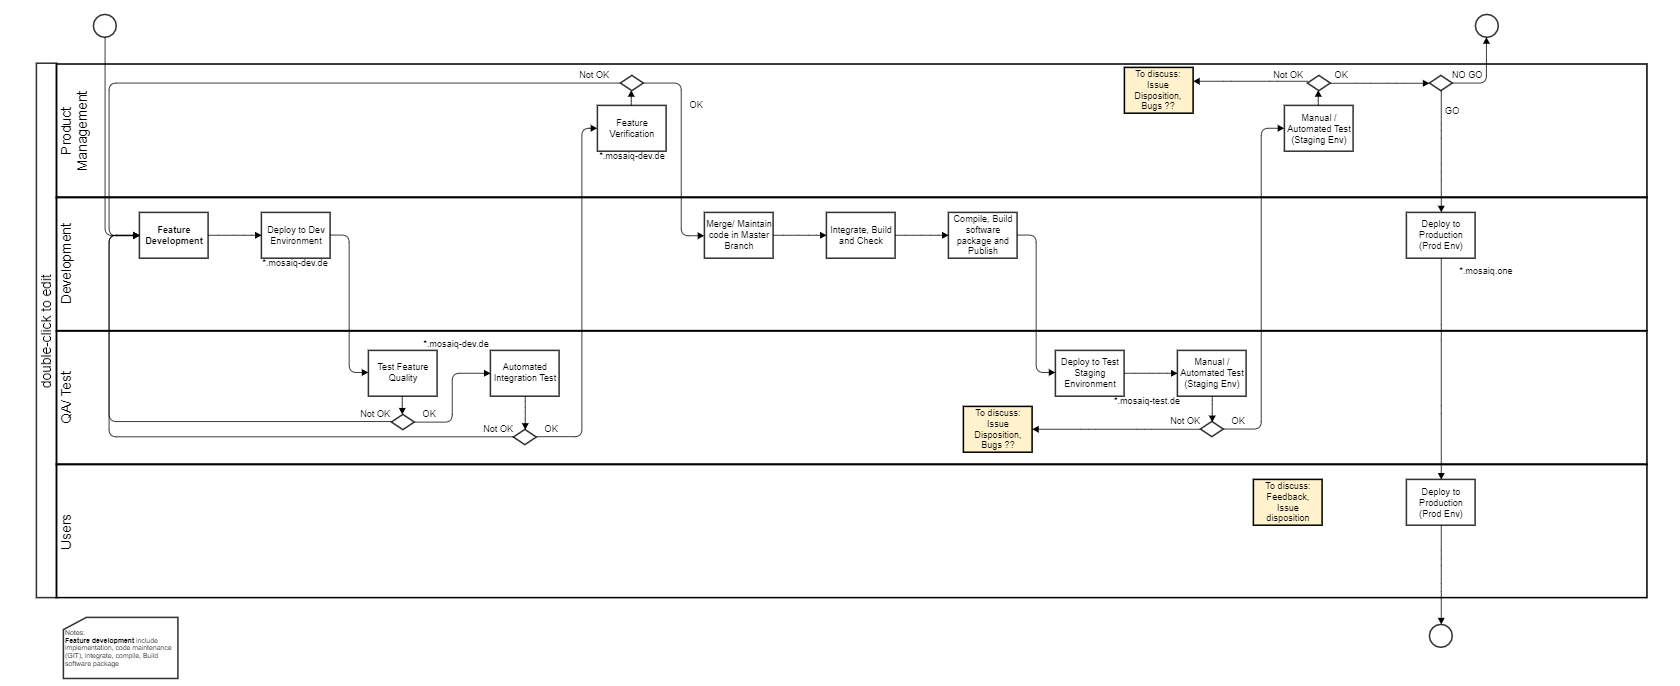 double-click to edit
Product
Management
Not OK
Feature
Verification
*.mosaiq-dev.de
OK
To discuss:
Issue
Disposition,
Bugs ??
Not OK
OK
Manual /
Automated Test
(Staging Env)
NO GO
GO
Development
Feature
Development
Deploy to Dev
Environment
*.mosaiq-dev.de
Merge/ Maintain
code in Master
Branch
Integrate, Build
and Check
Compile, Build
software
package and
Publish
Deploy to
Production
(Prod Env)
*.mosaiq.one
QA/ Test
Test Feature
Quality
Not OK
OK
*.mosaiq-dev.de
Automated
Integration Test
Not OK
OK
To discuss:
Issue
Disposition,
Bugs ??
Deploy to Test
Staging
Environment
*.mosaiq-test.de
Manual /
Automated Test
(Staging Env)
Not OK
OK
Users
To discuss:
Feedback,
Issue
disposition
Deploy to
Production
(Prod Env)
Notes:
Feature development include
implementation, code maintenance
(GIT), integrate, compile, Build
software package